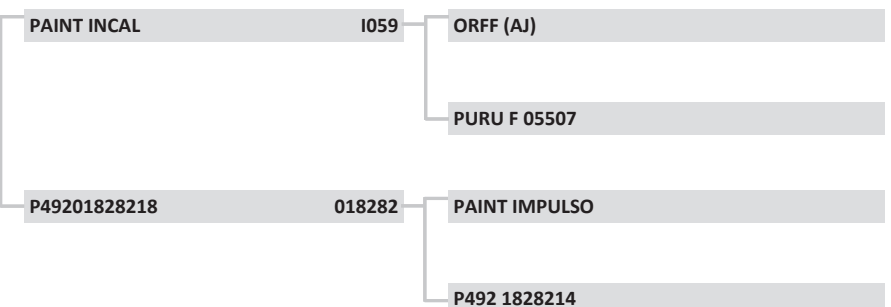 PAINT INCAL I059 ORFF (AJ)
PURU F 05507
P49201828218 018282 PAINT IMPULSO
P492 1828214